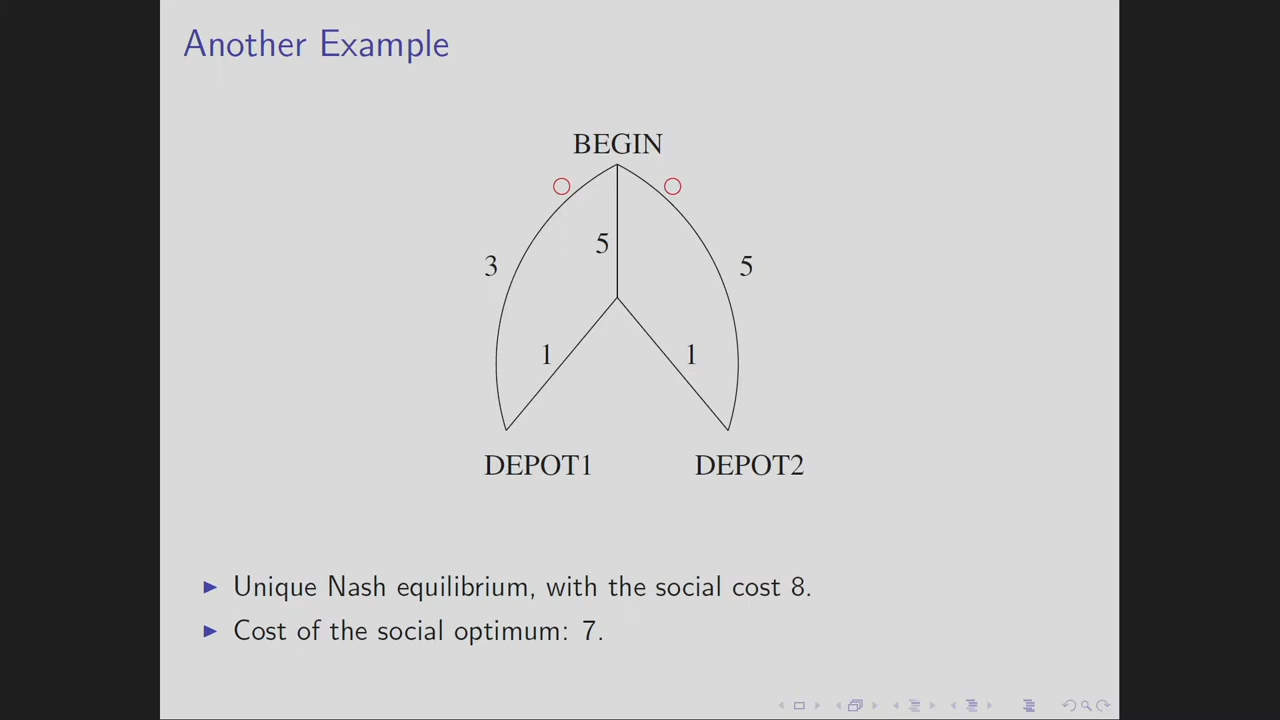 Another Example
BEGIN
3
5
5
1
1
DEPOT1
DEPOT2
Unique Nash equilibrium, with the social cost 8.
Cost of the social optimum: 7.